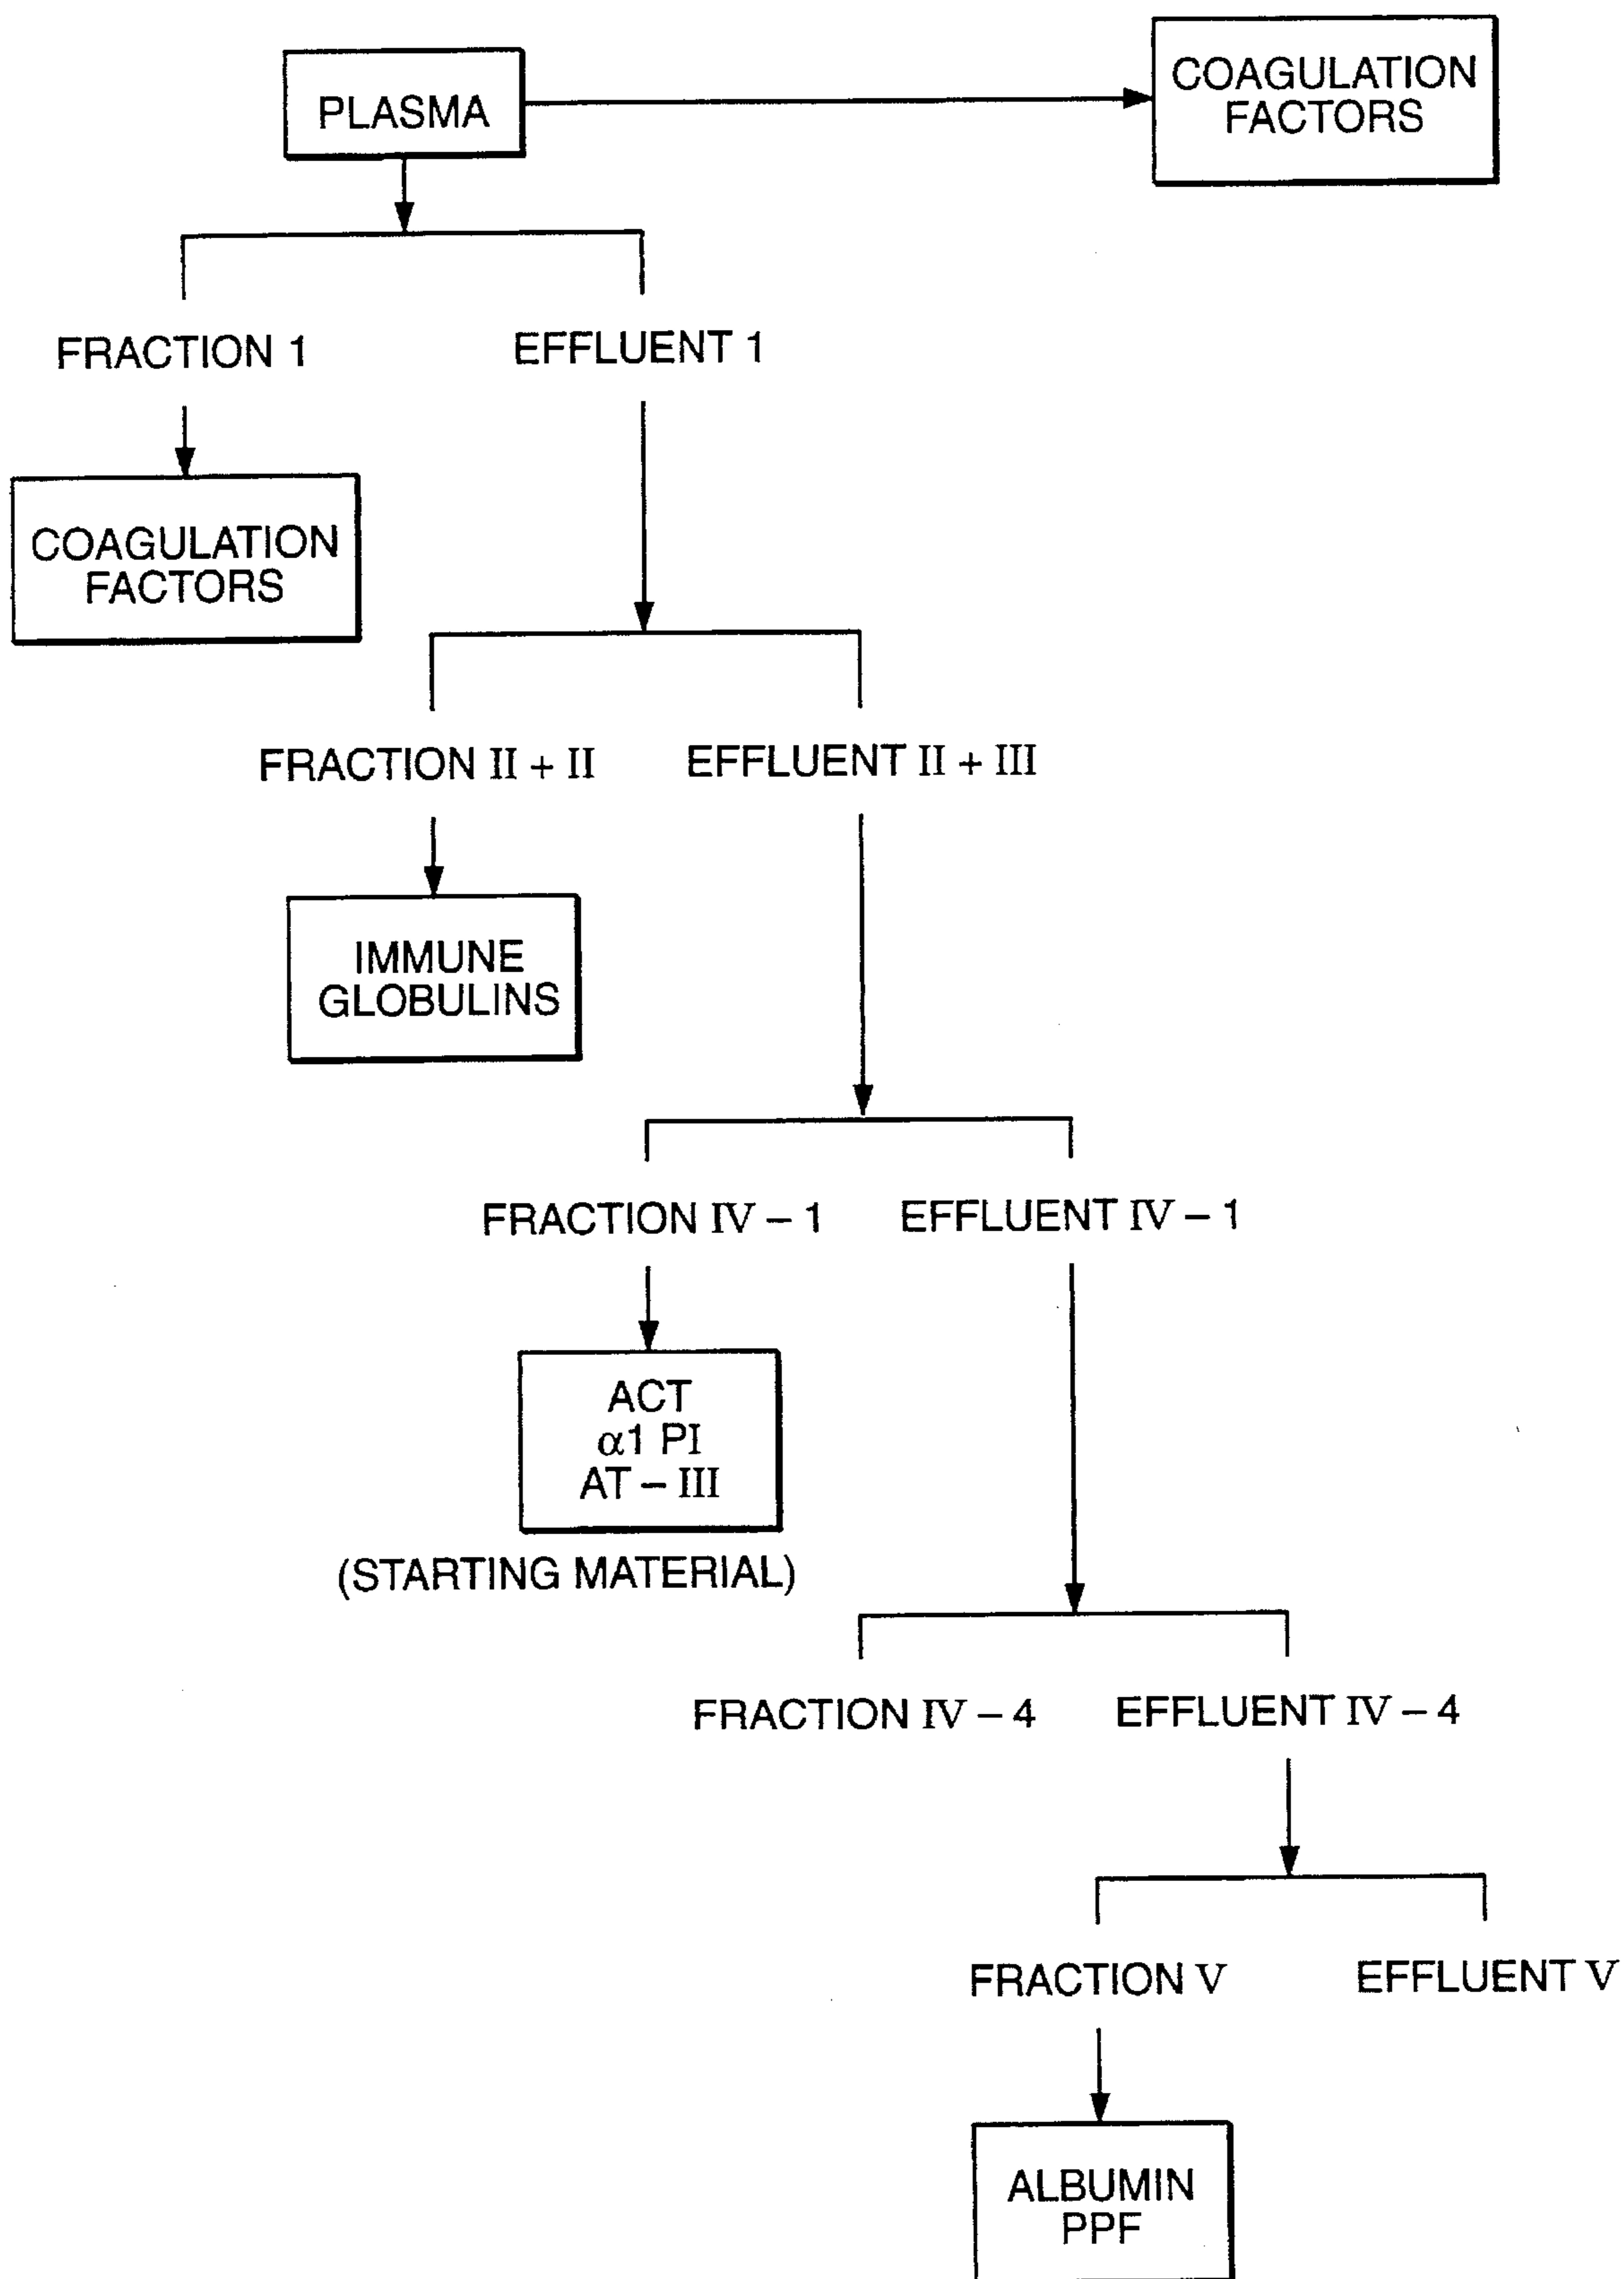 PLASMA
COAGULATION
FACTORS
FRACTION 1
EFFLUENT 1
COAGULATION
FACTORS
FRACTION II + II
EFFLUENT II + III
IMMUNE
GLOBULINS
FRACTION IV – 1
EFFLUENT IV – 1
ACT
α1 PI
AT – III
(STARTING MATERIAL)
FRACTION IV – 4
EFFLUENT IV – 4
FRACTION V
EFFLUENT V
ALBUMIN
PPF